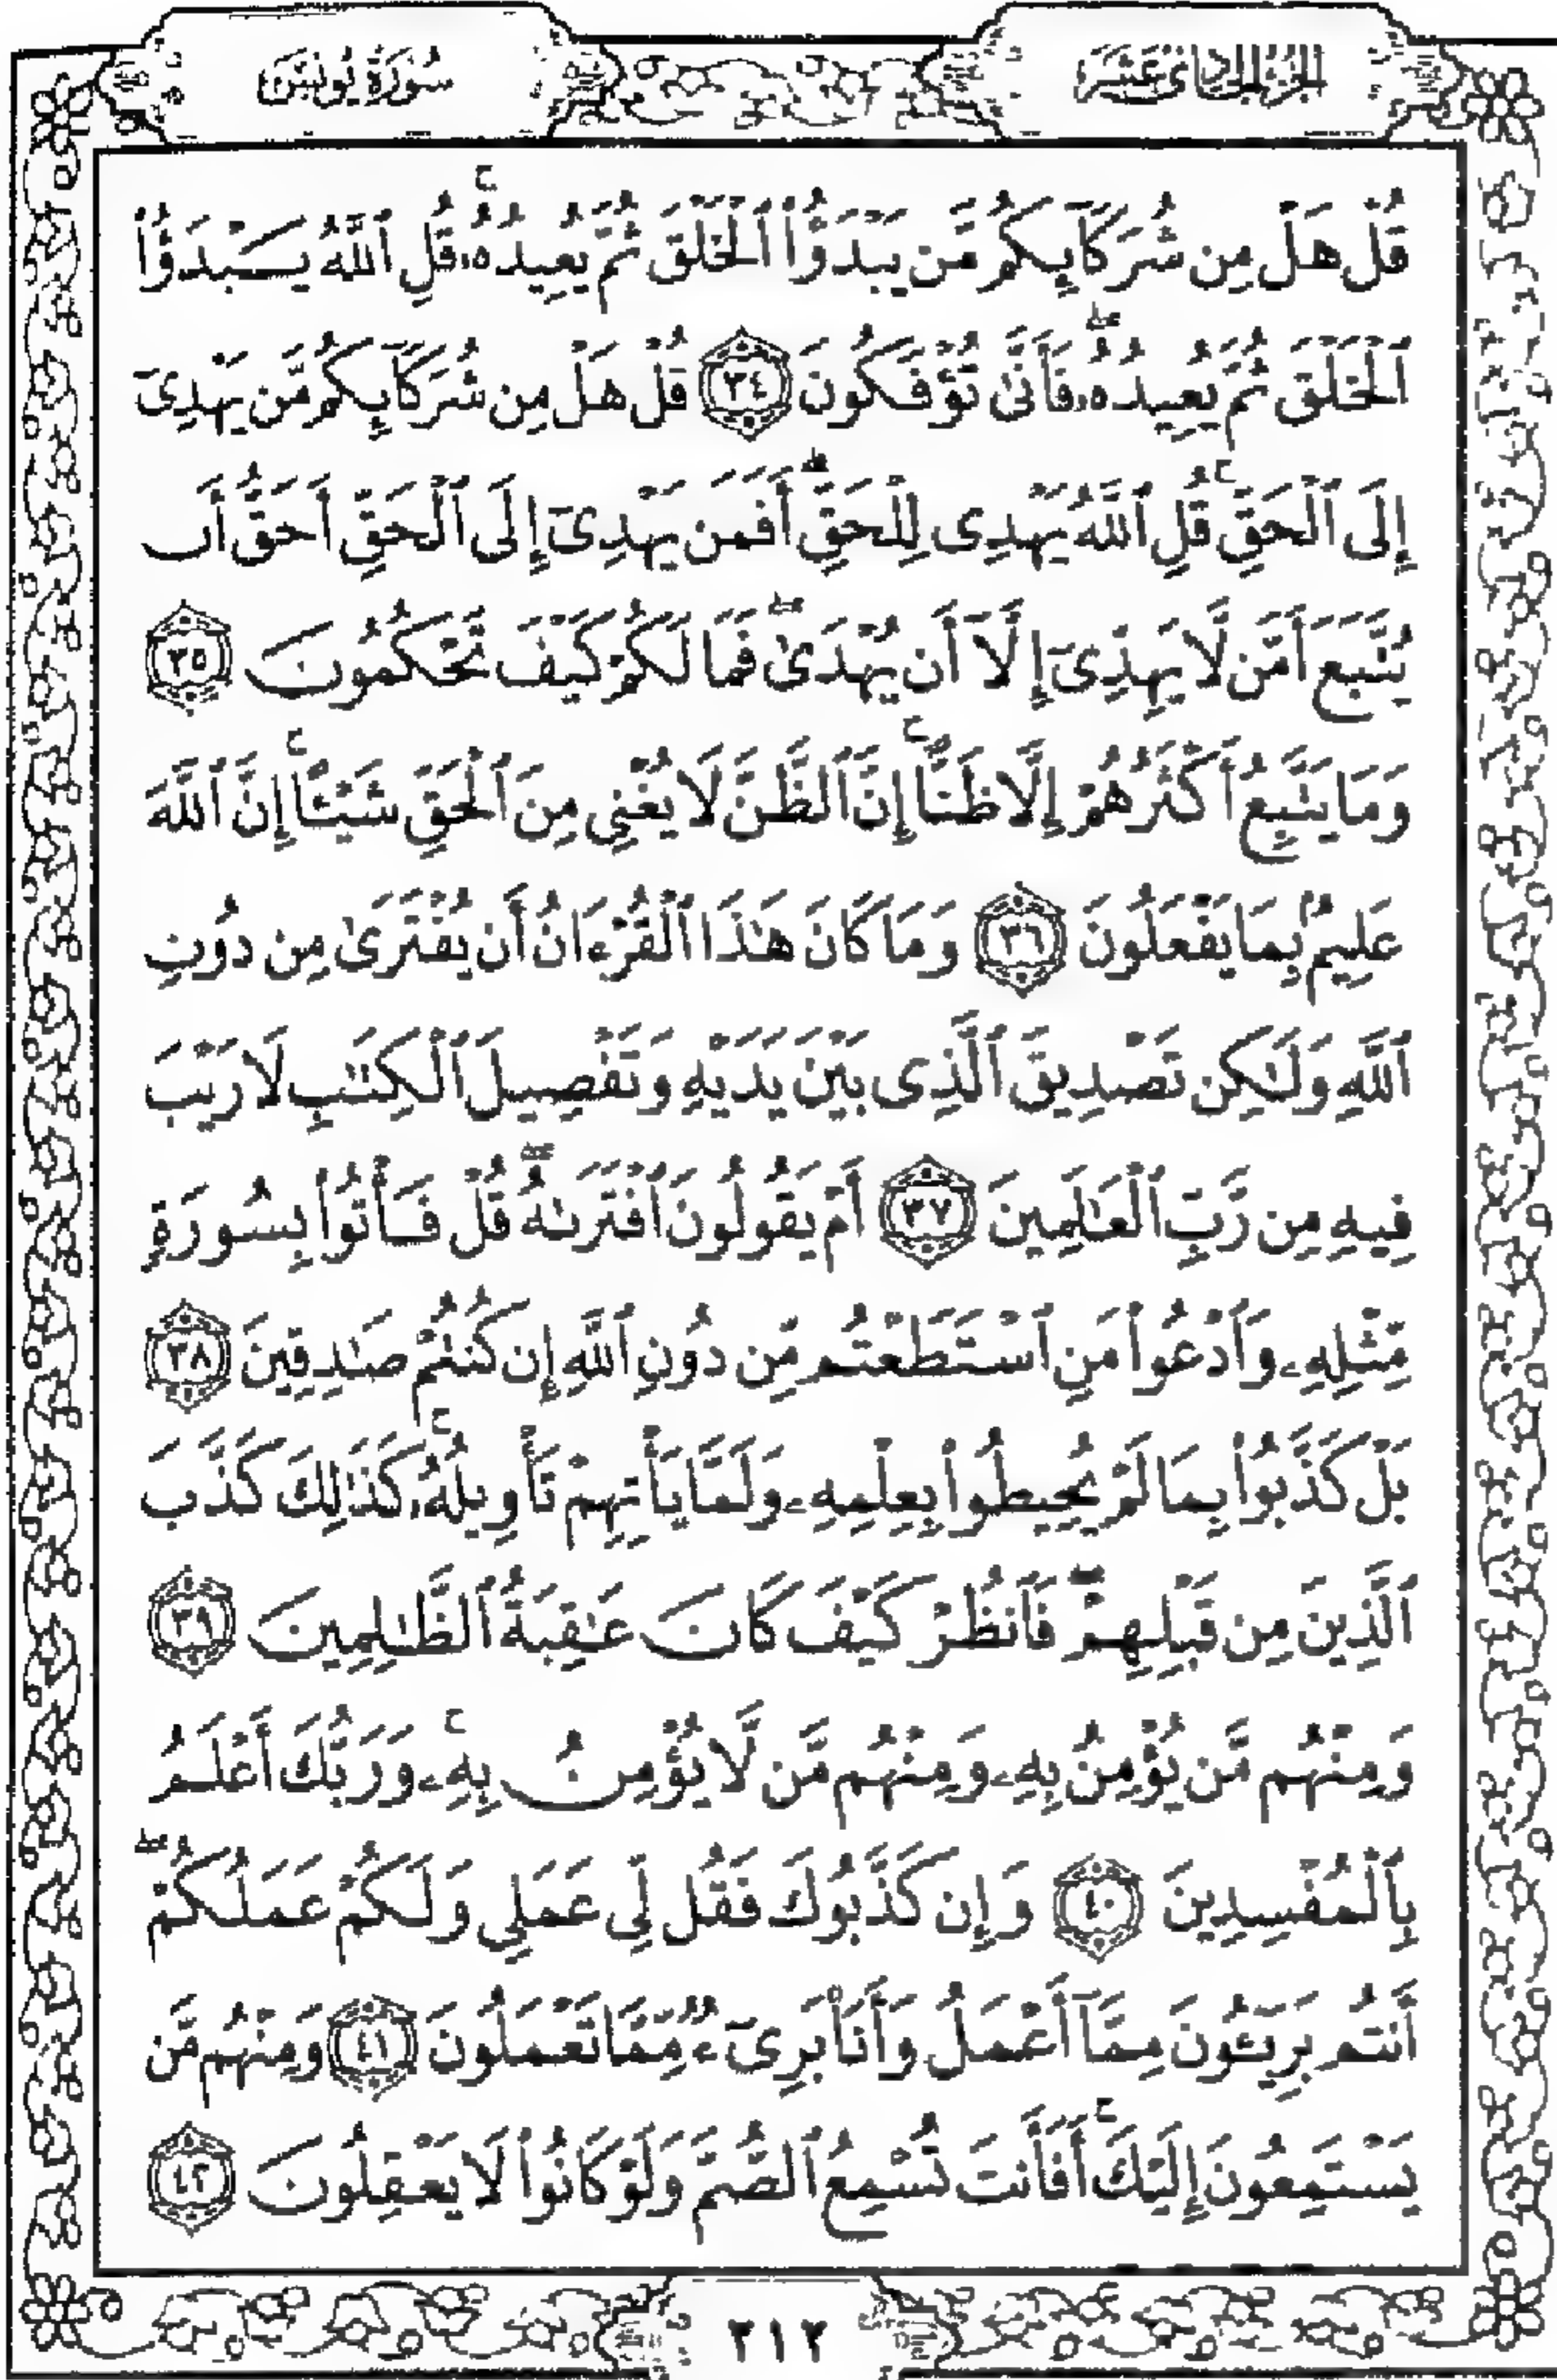 الجزء الحادي عشر
سورة يونس
قُلۡ هَلۡ مِن شُرَكَآئِكُم مَّن يَبۡدَؤُاْ ٱلۡخَلۡقَ ثُمَّ يُعِيدُهُۥۚ قُلِ ٱللَّهُ يَبۡدَؤُاْ
ٱلۡخَلۡقَ ثُمَّ يُعِيدُهُۥۖ فَأَنَّىٰ تُؤۡفَكُونَ ٣٤ قُلۡ هَلۡ مِن شُرَكَآئِكُم مَّن يَهۡدِيٓ
إِلَى ٱلۡحَقِّۚ قُلِ ٱللَّهُ يَهۡدِي لِلۡحَقِّۗ أَفَمَن يَهۡدِيٓ إِلَى ٱلۡحَقِّ أَحَقُّ أَن
يُتَّبَعَ أَمَّن لَّا يَهِدِّيٓ إِلَّآ أَن يُهۡدَىٰۖ فَمَا لَكُمۡ كَيۡفَ تَحۡكُمُونَ ٣٥
وَمَا يَتَّبِعُ أَكۡثَرُهُمۡ إِلَّا ظَنًّاۚ إِنَّ ٱلظَّنَّ لَا يُغۡنِي مِنَ ٱلۡحَقِّ شَيۡـًٔاۚ إِنَّ ٱللَّهَ
عَلِيمُۢ بِمَا يَفۡعَلُونَ ٣٦ وَمَا كَانَ هَٰذَا ٱلۡقُرۡءَانُ أَن يُفۡتَرَىٰ مِن دُونِ
ٱللَّهِ وَلَٰكِن تَصۡدِيقَ ٱلَّذِي بَيۡنَ يَدَيۡهِ وَتَفۡصِيلَ ٱلۡكِتَٰبِ لَا رَيۡبَ
فِيهِ مِن رَّبِّ ٱلۡعَٰلَمِينَ ٣٧ أَمۡ يَقُولُونَ ٱفۡتَرَىٰهُۖ قُلۡ فَأۡتُواْ بِسُورَةٖ
مِّثۡلِهِۦ وَٱدۡعُواْ مَنِ ٱسۡتَطَعۡتُم مِّن دُونِ ٱللَّهِ إِن كُنتُمۡ صَٰدِقِينَ ٣٨
بَلۡ كَذَّبُواْ بِمَا لَمۡ يُحِيطُواْ بِعِلۡمِهِۦ وَلَمَّا يَأۡتِهِمۡ تَأۡوِيلُهُۥۚ كَذَٰلِكَ كَذَّبَ
ٱلَّذِينَ مِن قَبۡلِهِمۡۖ فَٱنظُرۡ كَيۡفَ كَانَ عَٰقِبَةُ ٱلظَّٰلِمِينَ ٣٩
وَمِنۡهُم مَّن يُؤۡمِنُ بِهِۦ وَمِنۡهُم مَّن لَّا يُؤۡمِنُ بِهِۦۚ وَرَبُّكَ أَعۡلَمُ
بِٱلۡمُفۡسِدِينَ ٤٠ وَإِن كَذَّبُوكَ فَقُل لِّي عَمَلِي وَلَكُمۡ عَمَلُكُمۡۖ
أَنتُم بَرِيٓـُٔونَ مِمَّآ أَعۡمَلُ وَأَنَا۠ بَرِيٓءٞ مِّمَّا تَعۡمَلُونَ ٤١ وَمِنۡهُم مَّن
يَسۡتَمِعُونَ إِلَيۡكَۚ أَفَأَنتَ تُسۡمِعُ ٱلصُّمَّ وَلَوۡ كَانُواْ لَا يَعۡقِلُونَ ٤٢
٢١٣